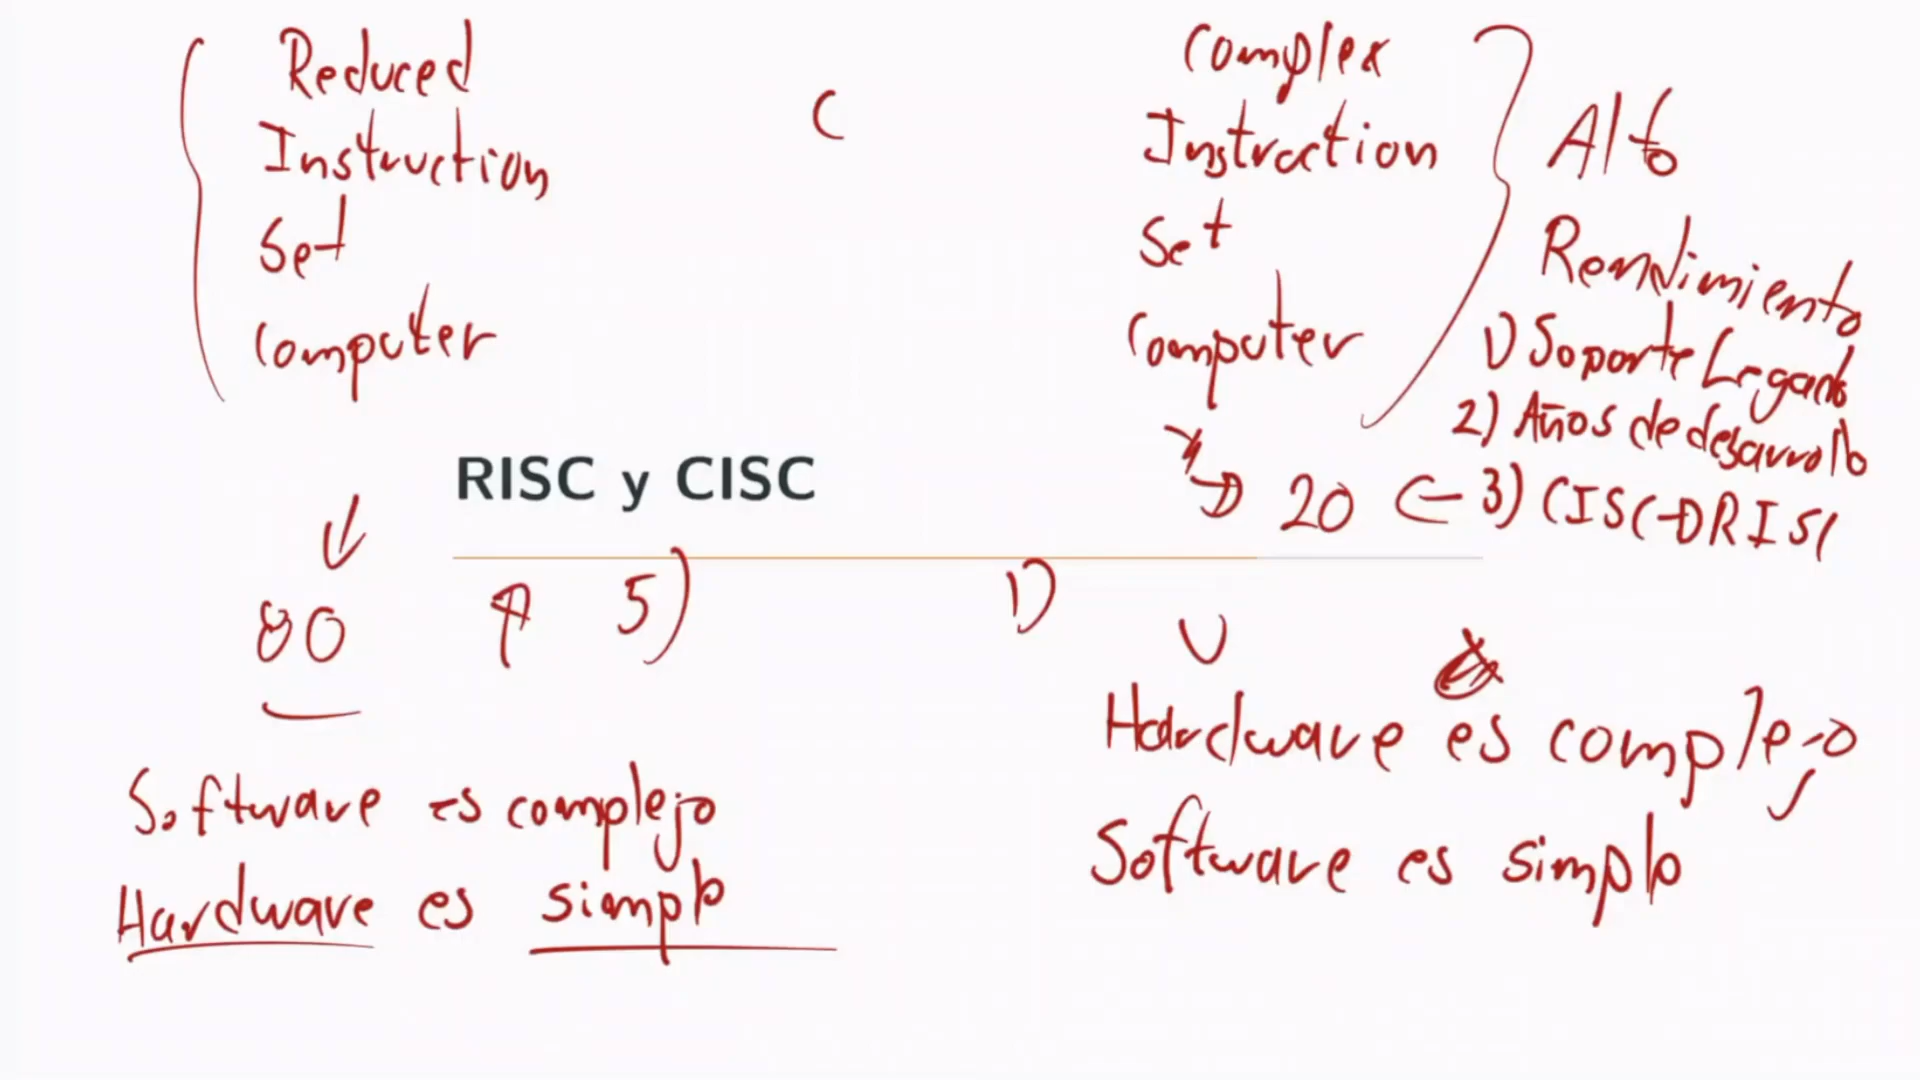 Reduced
Instruction
Set
Computer
C
Complex
Instruction
Set
Computer
Alto
Rendimiento
1) Soporte Legado
2) Años de desarrollo
20 ← 3) CISC→RISC
RISC y CISC
80
5)
1)
Software es complejo
Hardware es simple
Hardware es complejo
Software es simple